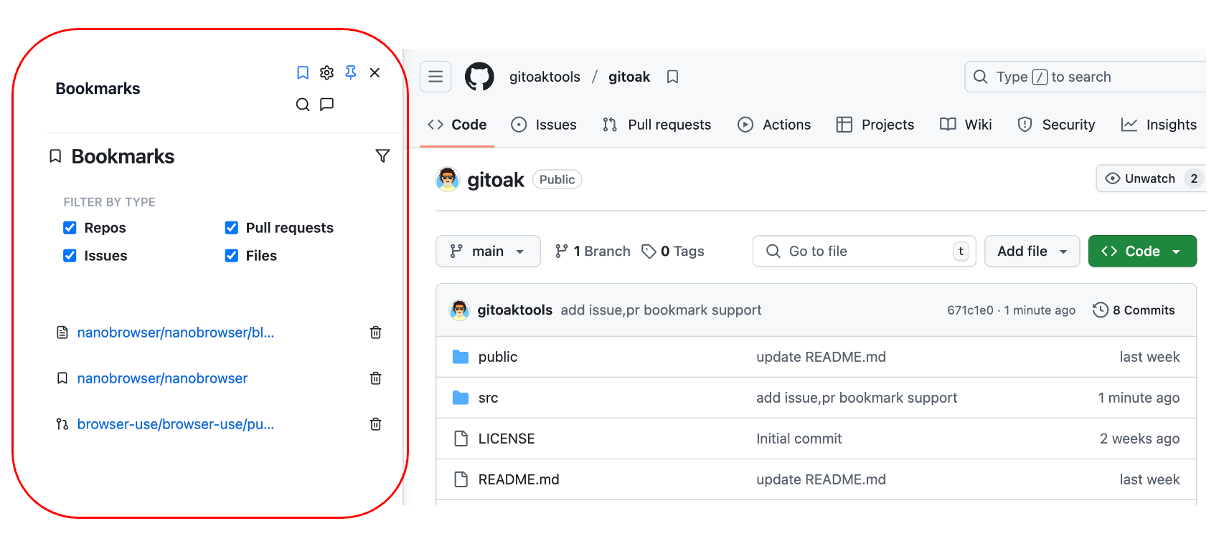 Bookmarks
Bookmarks
FILTER BY TYPE
Repos Pull requests
Issues Files
nanobrowser/nanobrowser/bl...
nanobrowser/nanobrowser
browser-use/browser-use/pu...
gitoaktools / gitoak Type / to search
Code Issues Pull requests Actions Projects Wiki Security Insights
gitoak Public Unwatch 2
main 1 Branch 0 Tags Go to file t Add file Code
gitoaktools add issue,pr bookmark support 671c1e0 · 1 minute ago 8 Commits
public update README.md last week
src add issue,pr bookmark support 1 minute ago
LICENSE Initial commit 2 weeks ago
README.md update README.md last week